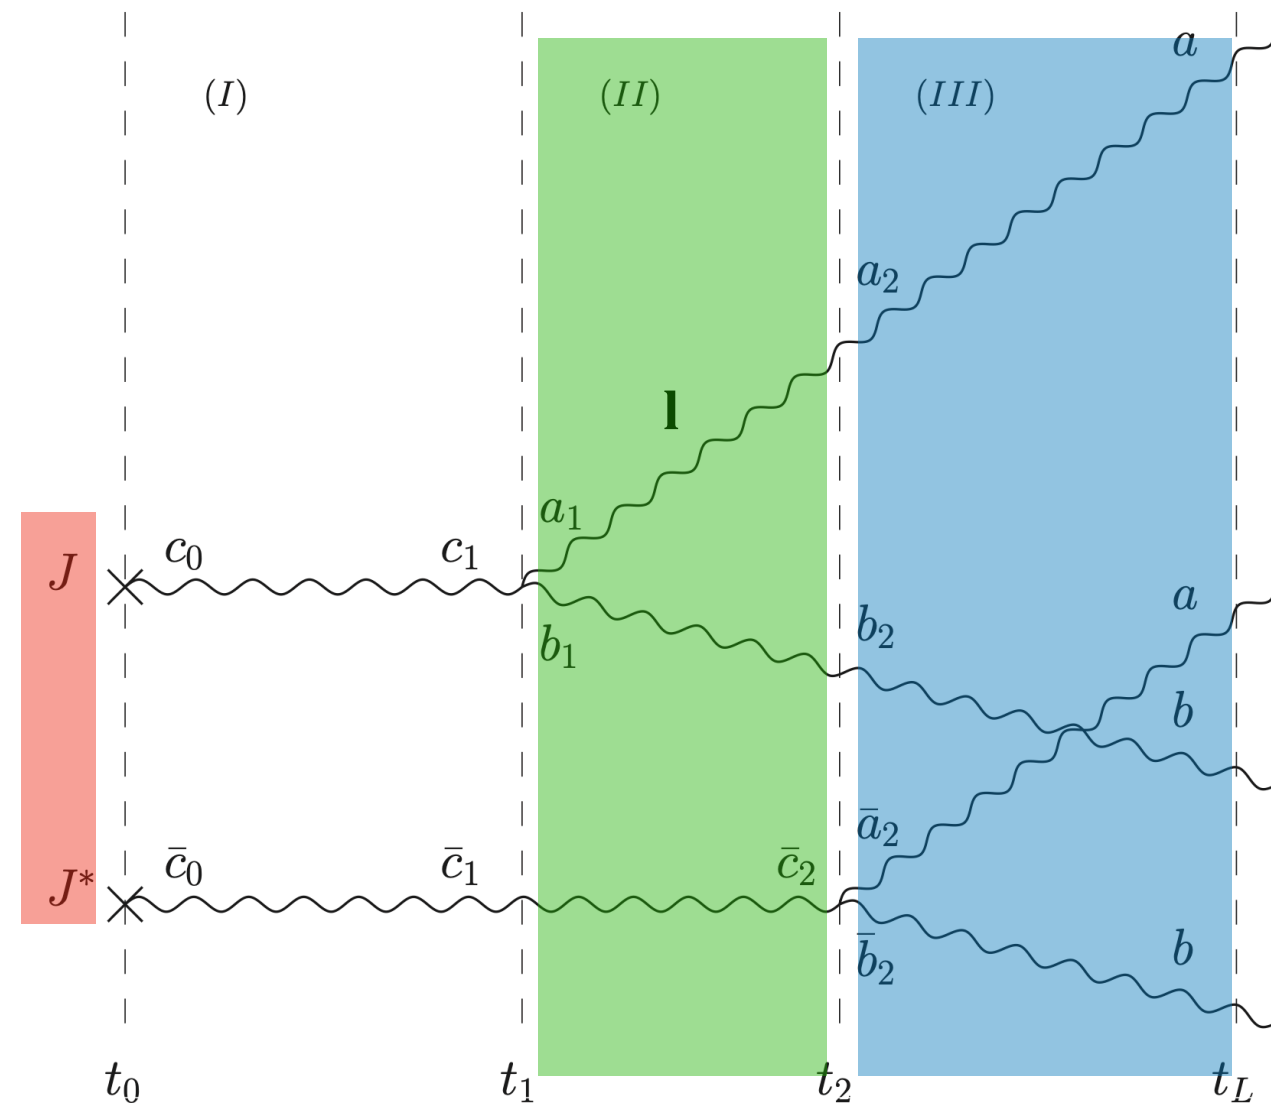 (I) (II) (III) a
a₂
l
a₁
J c₀ c₁
b₁ b₂ a
b
ā₂
J* c̄₀ c̄₁ c̄₂
b̄₂ b
t₀ t₁ t₂ t_L